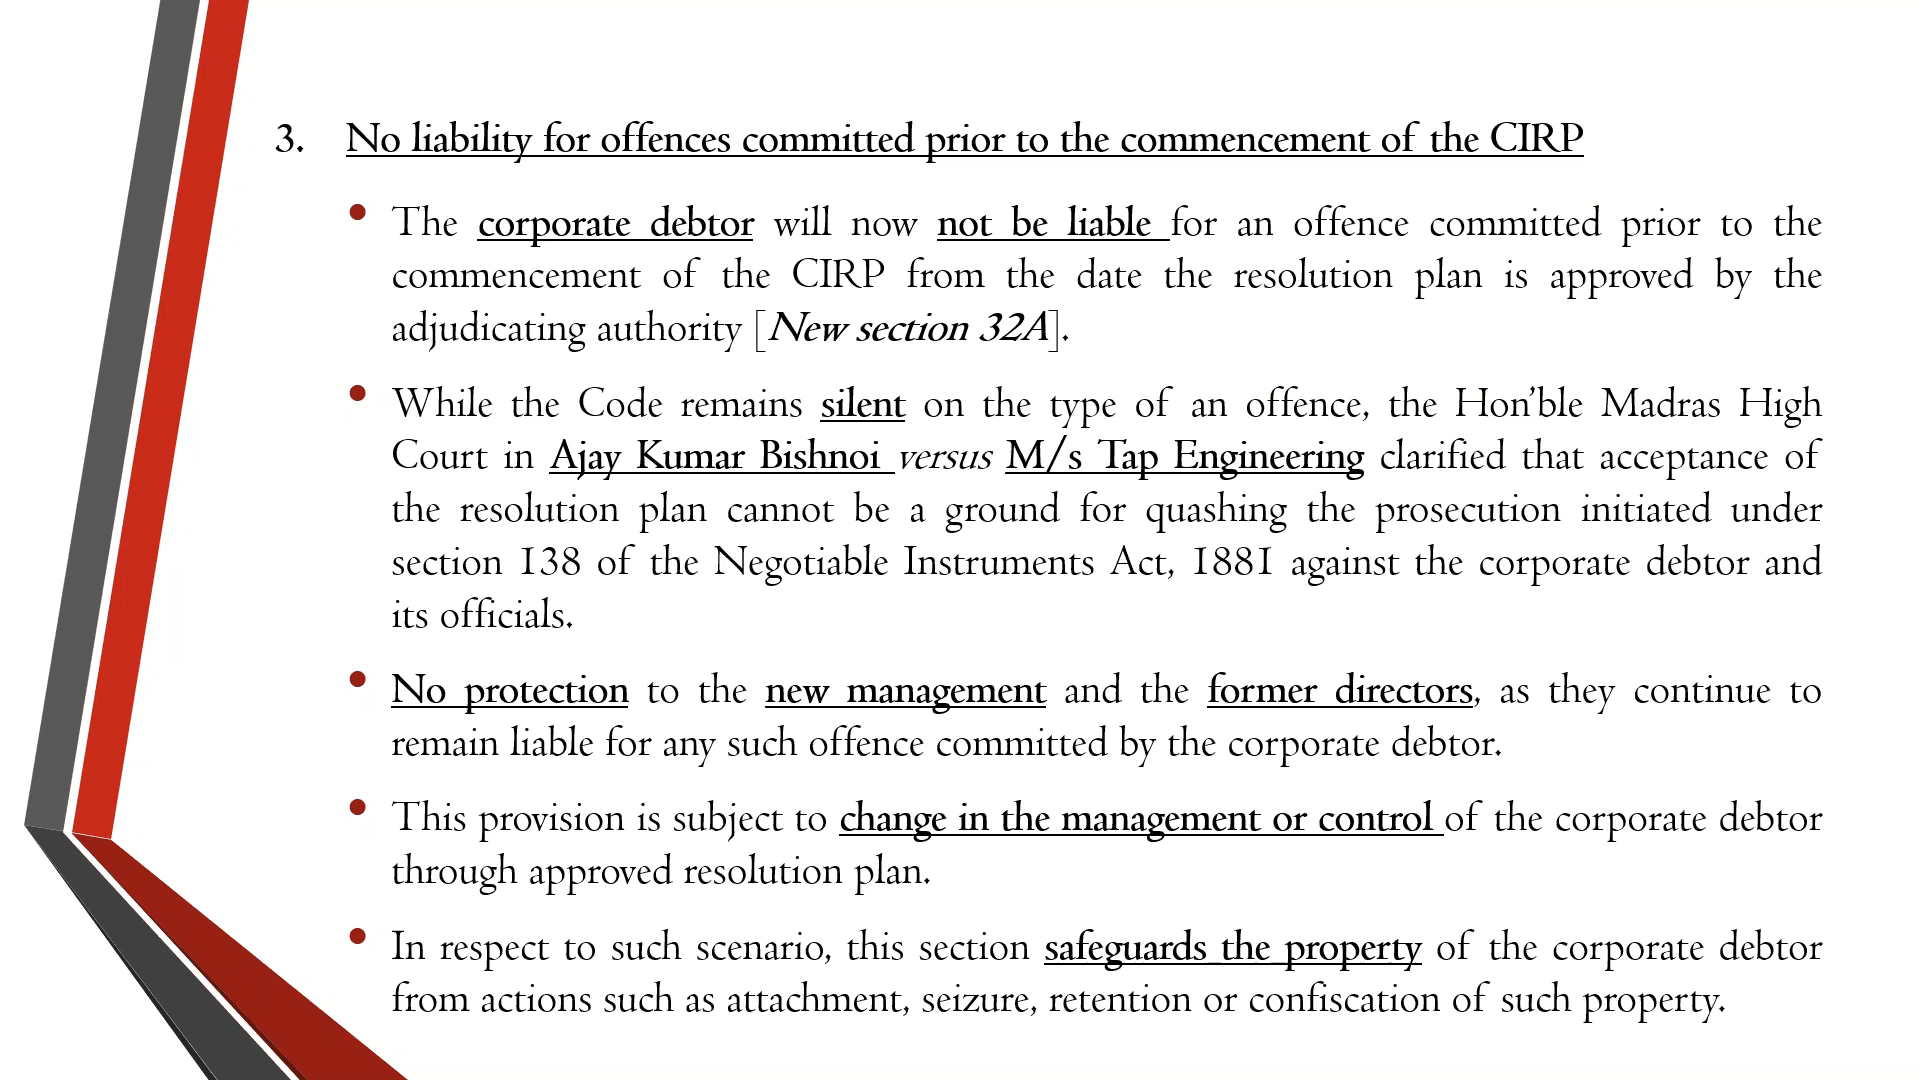 3. No liability for offences committed prior to the commencement of the CIRP
• The corporate debtor will now not be liable for an offence committed prior to the
commencement of the CIRP from the date the resolution plan is approved by the
adjudicating authority [New section 32A].
• While the Code remains silent on the type of an offence, the Hon’ble Madras High
Court in Ajay Kumar Bishnoi versus M/s Tap Engineering clarified that acceptance of
the resolution plan cannot be a ground for quashing the prosecution initiated under
section 138 of the Negotiable Instruments Act, 1881 against the corporate debtor and
its officials.
• No protection to the new management and the former directors, as they continue to
remain liable for any such offence committed by the corporate debtor.
• This provision is subject to change in the management or control of the corporate debtor
through approved resolution plan.
• In respect to such scenario, this section safeguards the property of the corporate debtor
from actions such as attachment, seizure, retention or confiscation of such property.